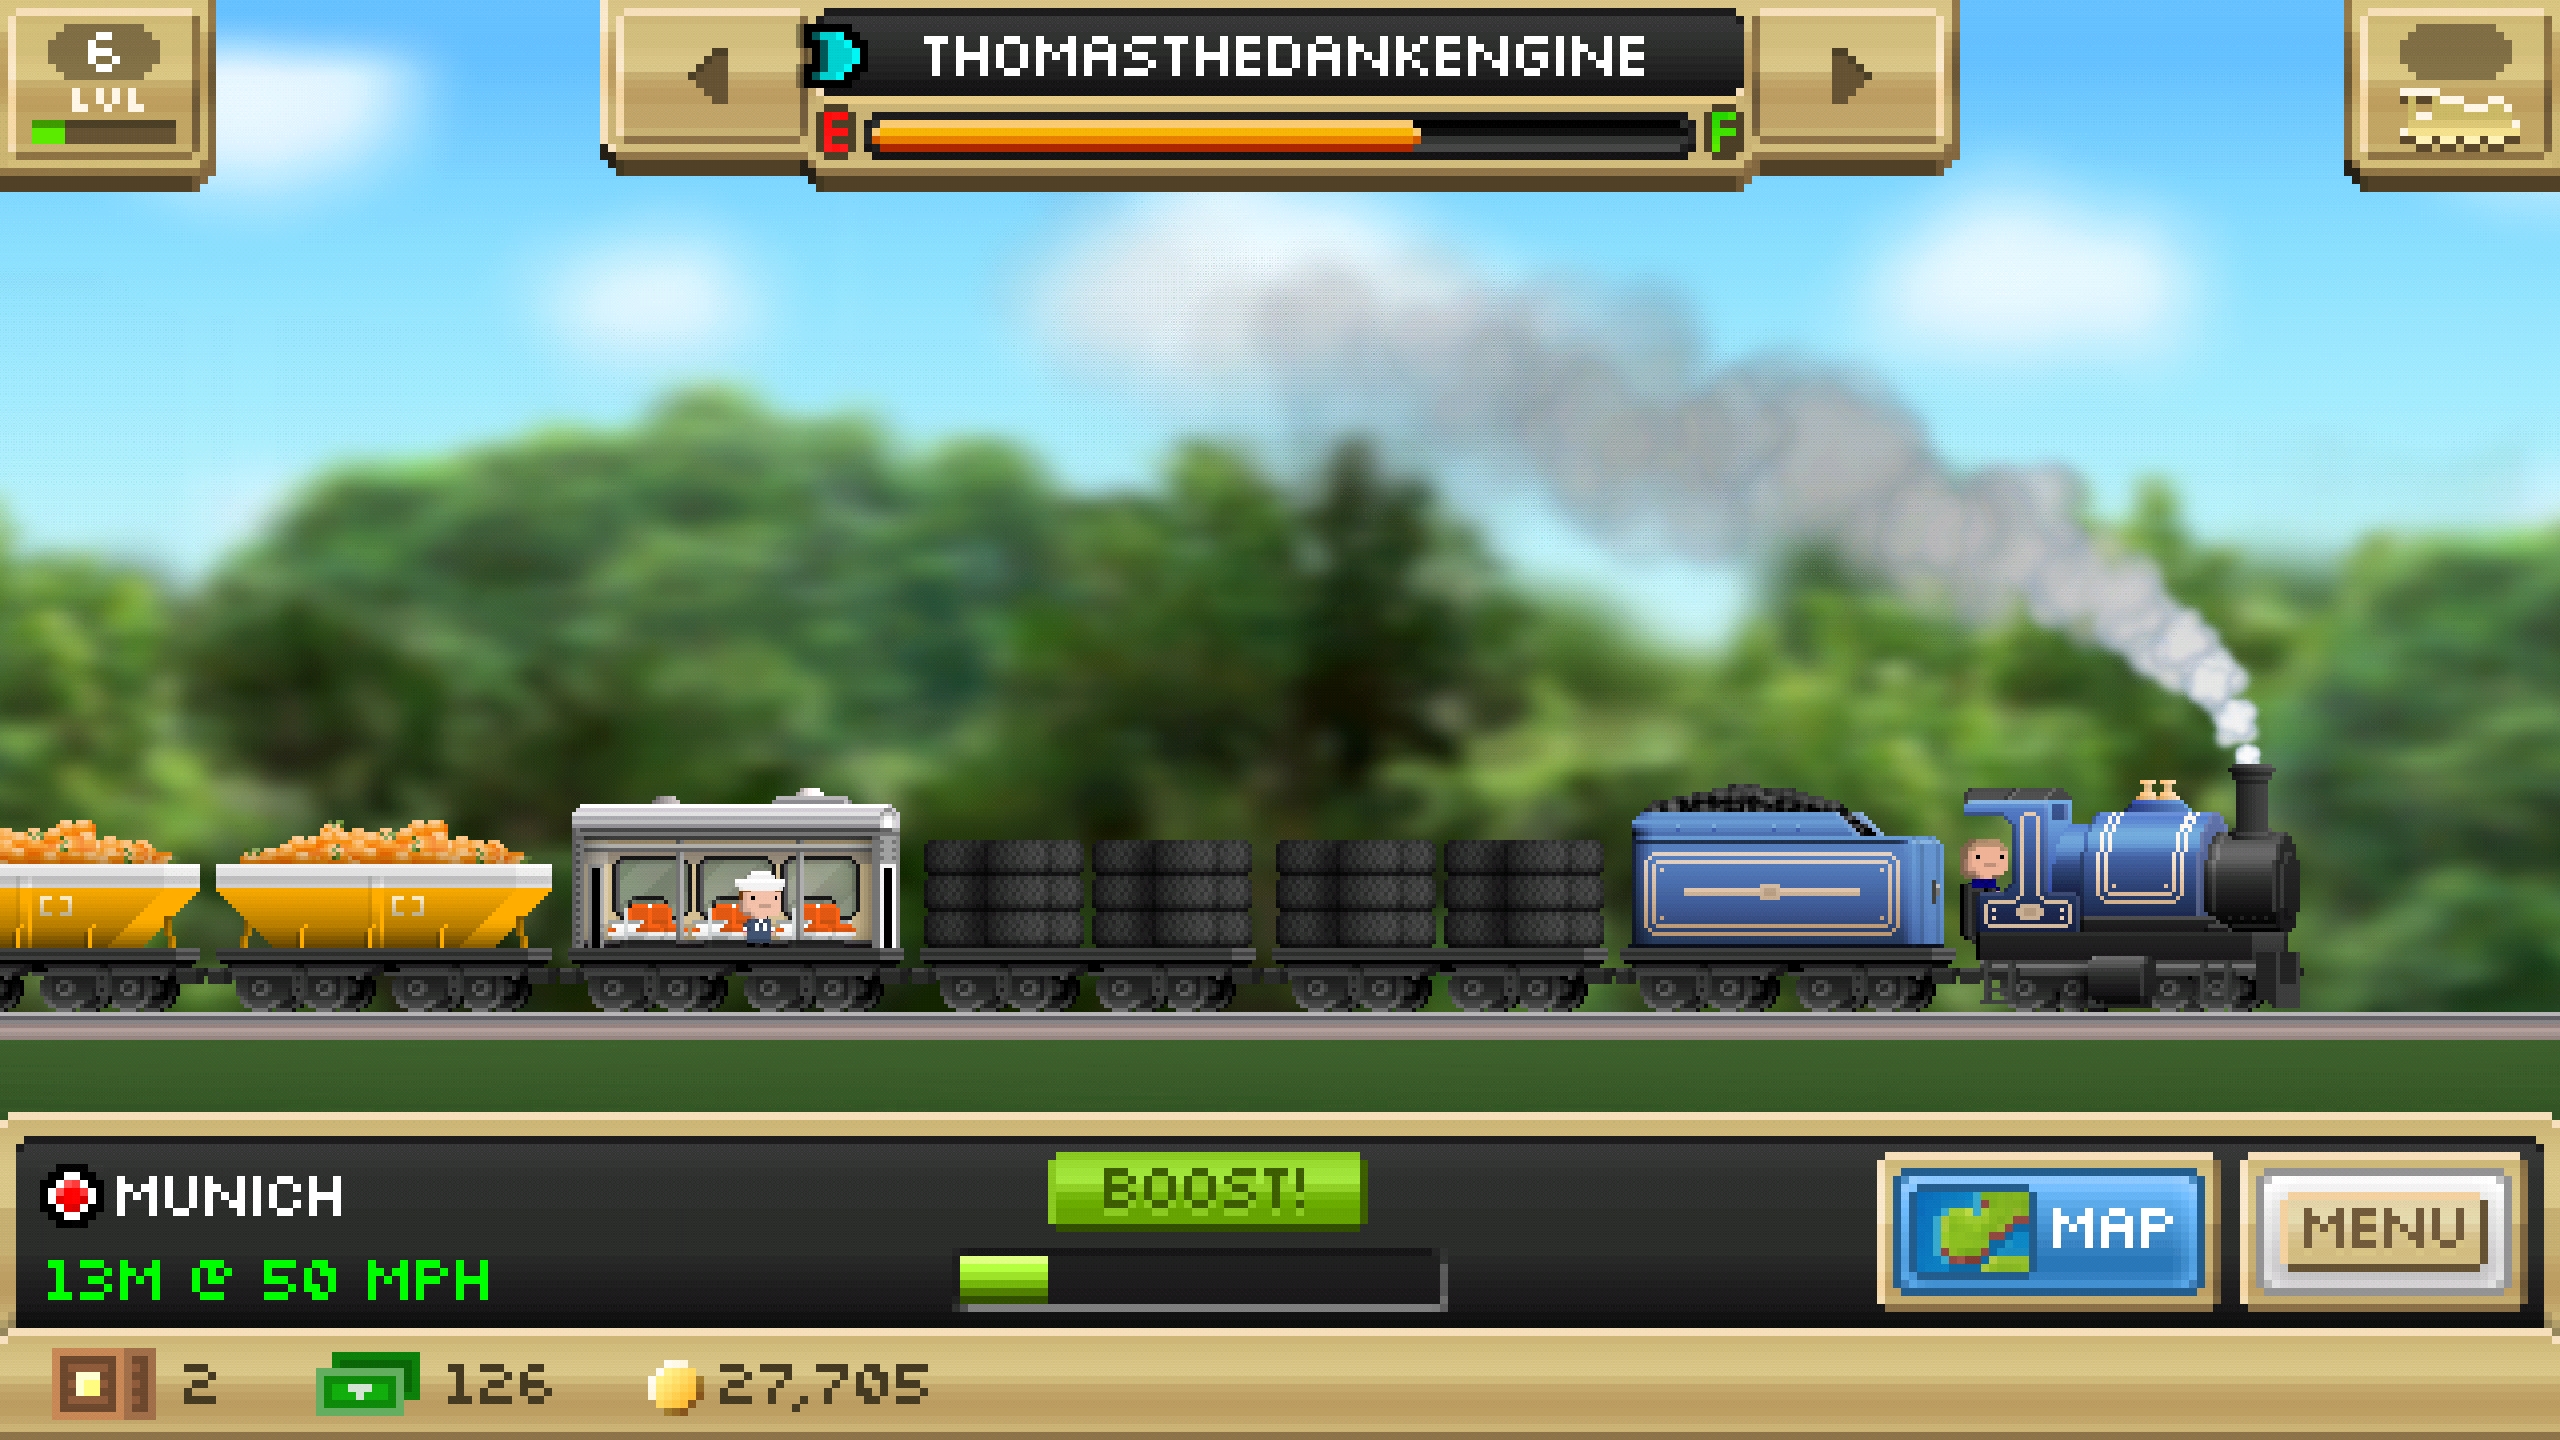 6
LVL
THOMASTHEDANKENGINE
E
F
MUNICH
13M @ 50 MPH
BOOST!
MAP
MENU
2
126
27,705